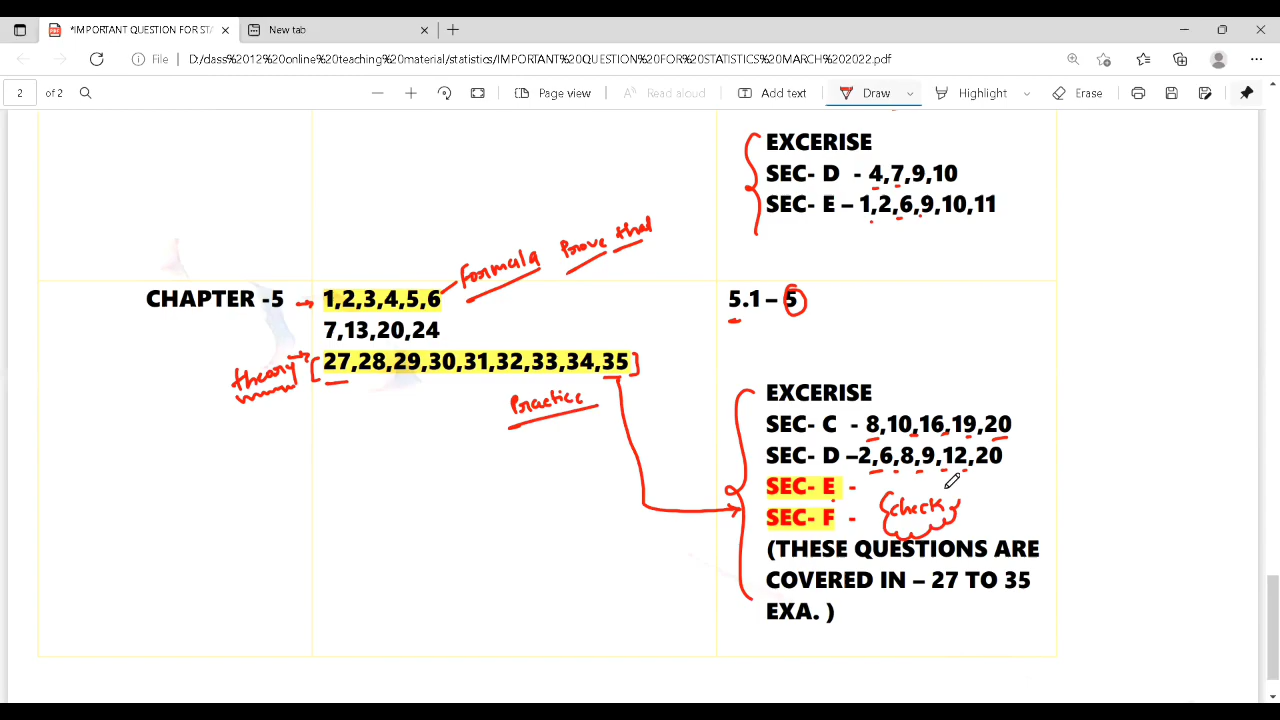 *IMPORTANT QUESTION FOR STA
New tab
File
D:/class%2012%20online%20teaching%20material/statistics/IMPORTANT%20QUESTION%20FOR%20STATISTICS%20MARCH%202022.pdf
2 of 2
Page view
Read aloud
Add text
Draw
Highlight
Erase
EXCERISE
SEC- D - 4,7,9,10
SEC- E – 1,2,6,9,10,11
Formula Prove that
CHAPTER -5
1,2,3,4,5,6
7,13,20,24
theory
27,28,29,30,31,32,33,34,35
Practice
5.1 – 5
EXCERISE
SEC- C - 8,10,16,19,20
SEC- D –2,6,8,9,12,20
SEC- E -
SEC- F - check
(THESE QUESTIONS ARE
COVERED IN – 27 TO 35
EXA. )